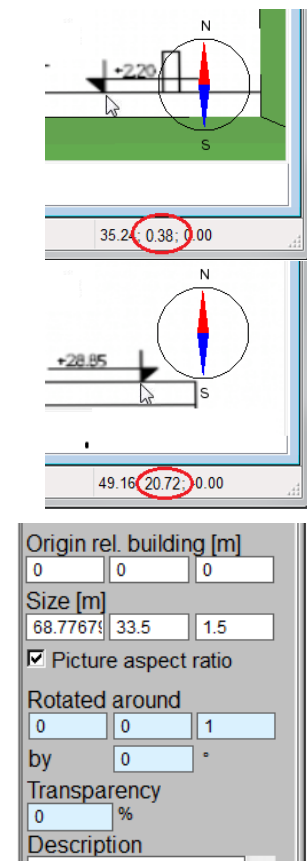 N
+2.20
S
35.24; 0.38; 0.00
N
+28.85
S
49.16; 20.72; -0.00
Origin rel. building [m]
0 0 0
Size [m]
68.7767 33.5 1.5
Picture aspect ratio
Rotated around
0 0 1
by 0 °
Transparency
0 %
Description